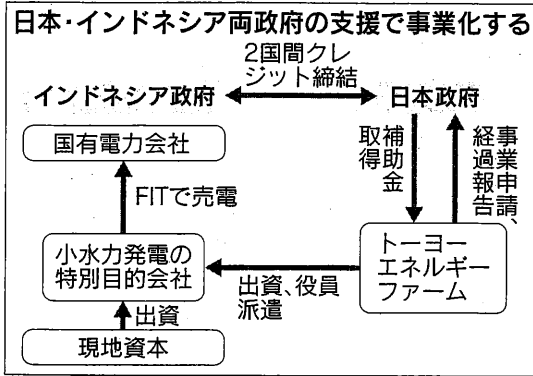 日本・インドネシア両政府の支援で事業化する
2国間クレ
ジット締結
インドネシア政府
日本政府
国有電力会社
補助金
取得
事業申請、
経過報告
FITで売電
小水力発電の
特別目的会社
トーヨー
エネルギー
ファーム
出資、役員
派遣
出資
現地資本